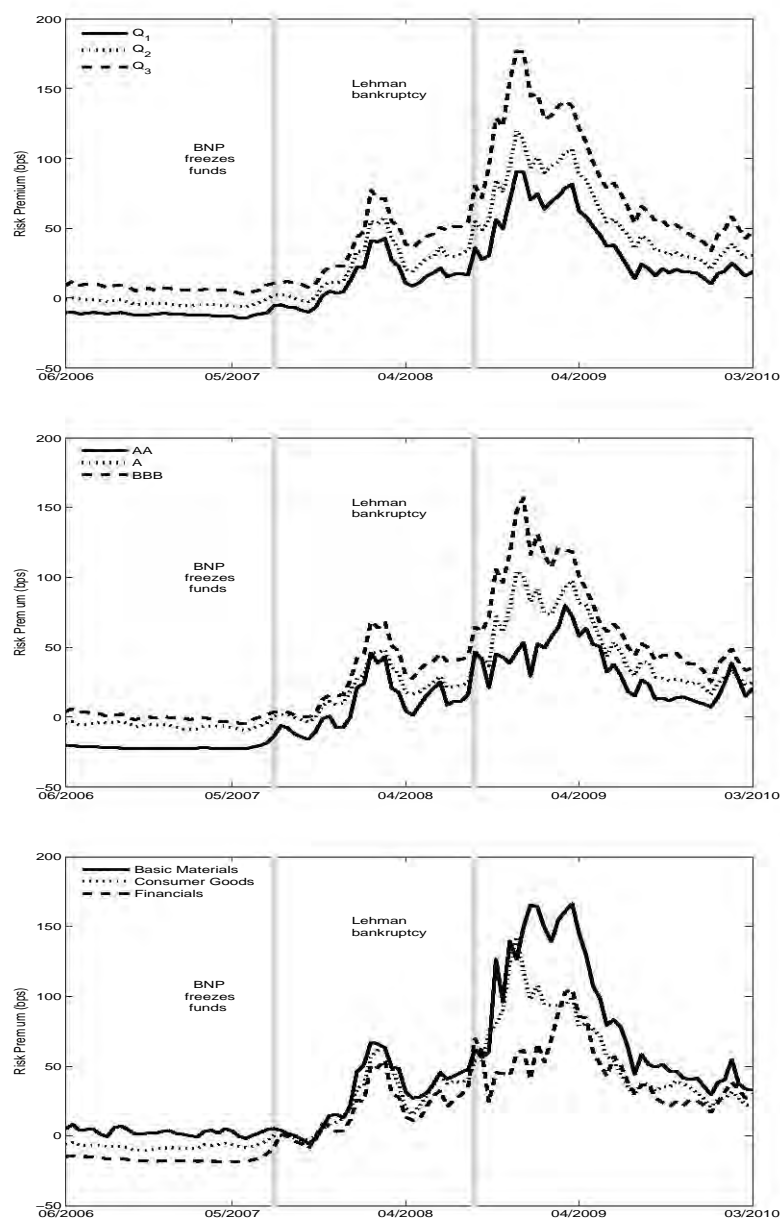 200
150
100
50
0
−50
Risk Premium (bps)
Q1
Q2
Q3
BNP
freezes
funds
Lehman
bankruptcy
06/2006
05/2007
04/2008
04/2009
03/2010
200
150
100
50
0
−50
Risk Premium (bps)
AA
A
BBB
BNP
freezes
funds
Lehman
bankruptcy
06/2006
05/2007
04/2008
04/2009
03/2010
200
150
100
50
0
−50
Risk Premium (bps)
Basic Materials
Consumer Goods
Financials
BNP
freezes
funds
Lehman
bankruptcy
06/2006
05/2007
04/2008
04/2009
03/2010